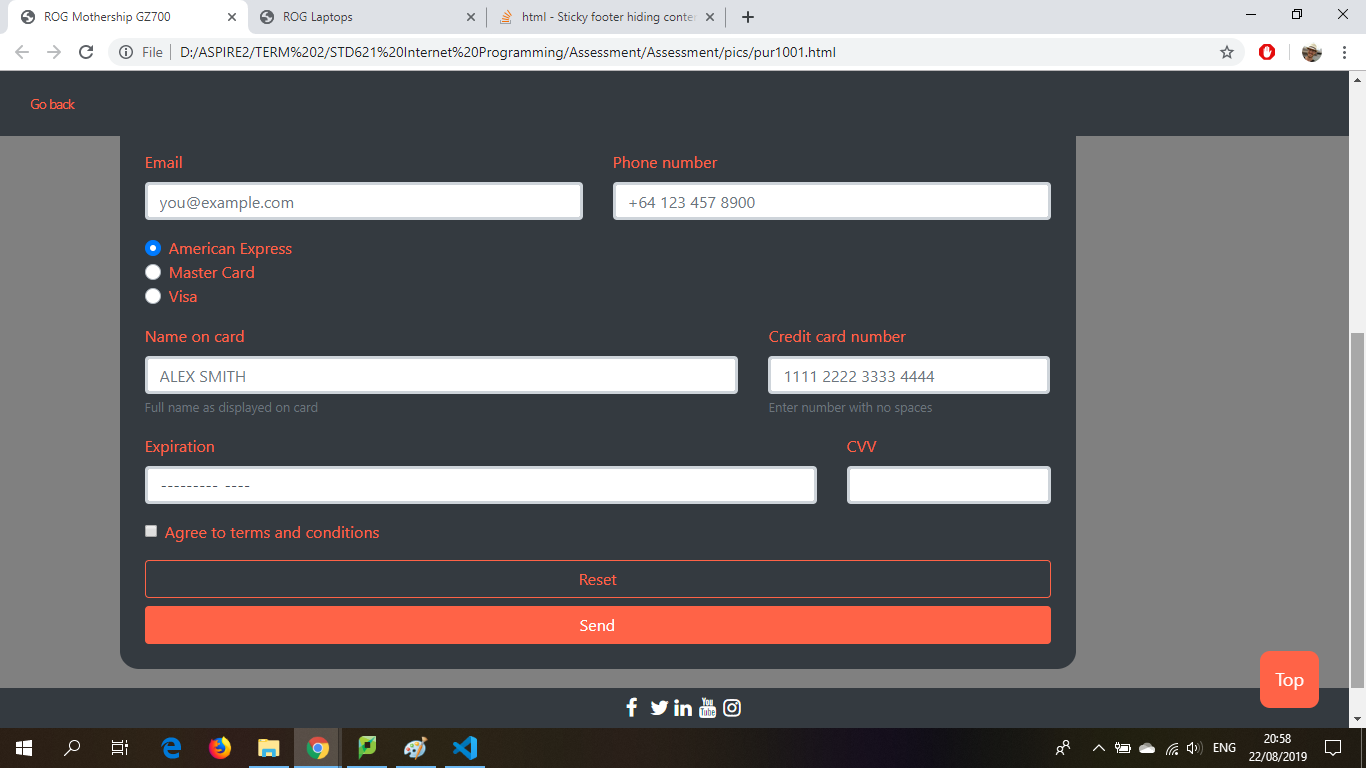 ROG Mothership GZ700
ROG Laptops
html - Sticky footer hiding conte
File
D:/ASPIRE2/TERM%202/STD621%20Internet%20Programming/Assessment/Assessment/pics/pur1001.html
Go back
Email
Phone number
you@example.com
+64 123 457 8900
American Express
Master Card
Visa
Name on card
Credit card number
ALEX SMITH
1111 2222 3333 4444
Full name as displayed on card
Enter number with no spaces
Expiration
CVV
--------- ----
Agree to terms and conditions
Reset
Send
Top
You
Tube
ENG
20:58
22/08/2019